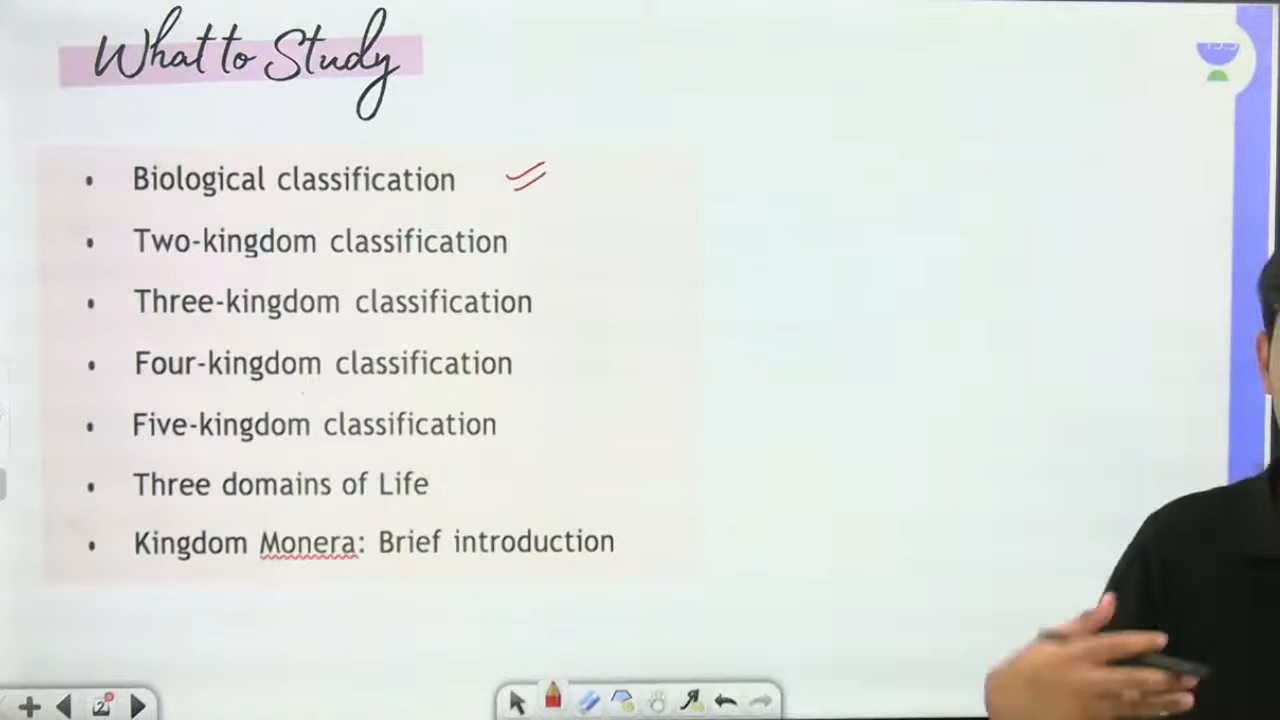 What to Study
• Biological classification
• Two-kingdom classification
• Three-kingdom classification
• Four-kingdom classification
• Five-kingdom classification
• Three domains of Life
• Kingdom Monera: Brief introduction
2